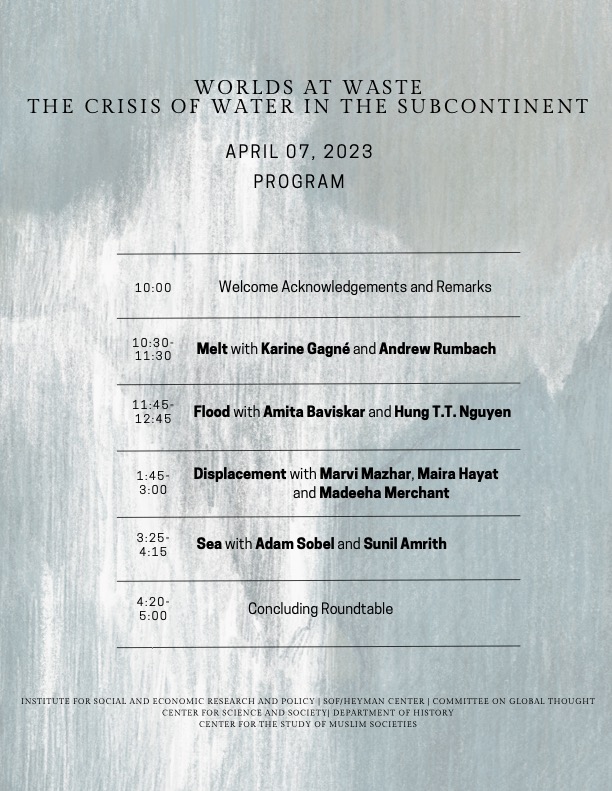 WORLDS AT WASTE
THE CRISIS OF WATER IN THE SUBCONTINENT
APRIL 07, 2023
PROGRAM
10:00
Welcome Acknowledgements and Remarks
10:30-
11:30
Melt with Karine Gagné and Andrew Rumbach
11:45-
12:45
Flood with Amita Baviskar and Hung T.T. Nguyen
1:45-
3:00
Displacement with Marvi Mazhar, Maira Hayat
and Madeeha Merchant
3:25-
4:15
Sea with Adam Sobel and Sunil Amrith
4:20-
5:00
Concluding Roundtable
INSTITUTE FOR SOCIAL AND ECONOMIC RESEARCH AND POLICY | SOF/HEYMAN CENTER | COMMITTEE ON GLOBAL THOUGHT
CENTER FOR SCIENCE AND SOCIETY| DEPARTMENT OF HISTORY
CENTER FOR THE STUDY OF MUSLIM SOCIETIES